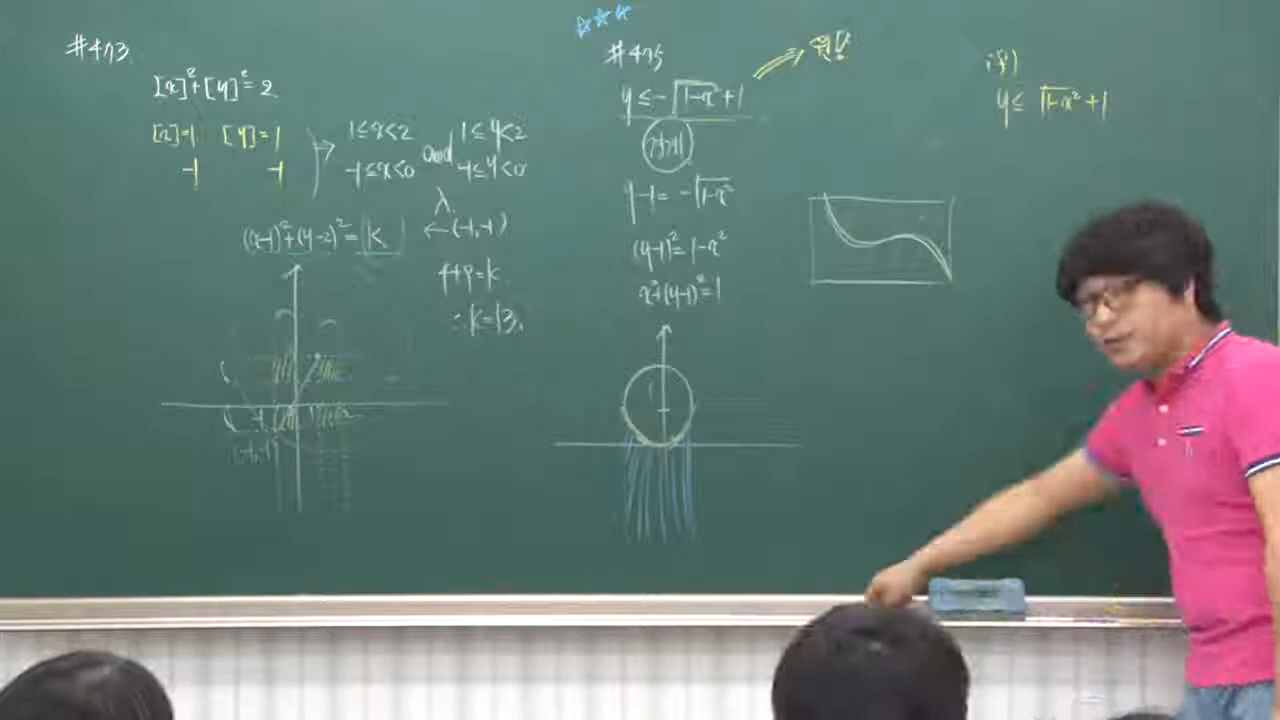 #473
[x]²+[y]²=2
[x]=1 [y]=1
-1 -1
1≤x<2 and 1≤y<2
-1≤x<0 -1≤y<0
(x-1)²+(y-2)²=k ←(-1,-1)
4+9=k
∴k=13.
#475
y≤-√1-x²+1
y-1=-√1-x²
(y-1)²=1-x²
x²+(y-1)²=1
1
y≤√1-x²+1